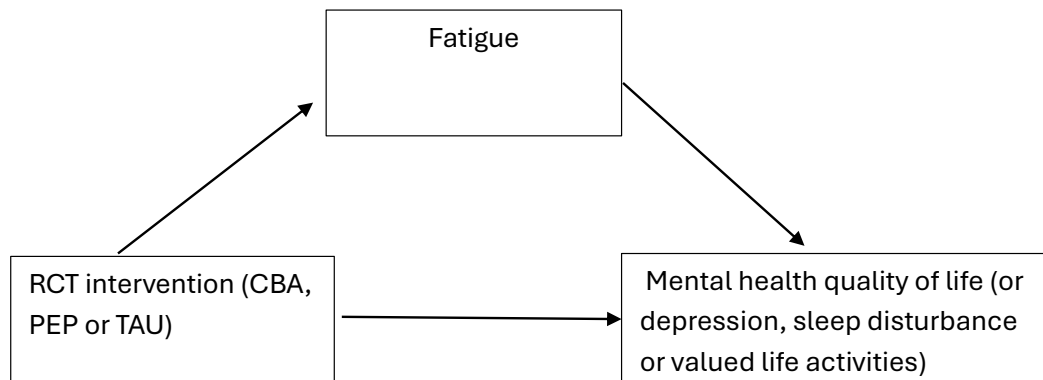 Fatigue
RCT intervention (CBA,
PEP or TAU)
Mental health quality of life (or
depression, sleep disturbance
or valued life activities)